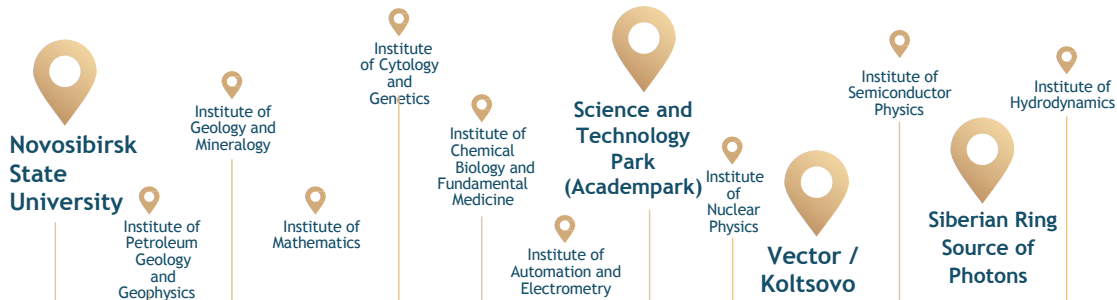 Novosibirsk
State
University
Institute of
Petroleum
Geology
and
Geophysics
Institute of
Geology and
Mineralogy
Institute of
Mathematics
Institute
of Cytology
and
Genetics
Institute of
Chemical
Biology and
Fundamental
Medicine
Institute of
Automation and
Electrometry
Science and
Technology
Park
(Academpark)
Institute
of
Nuclear
Physics
Vector /
Koltsovo
Institute of
Semiconductor
Physics
Siberian Ring
Source of
Photons
Institute of
Hydrodynamics